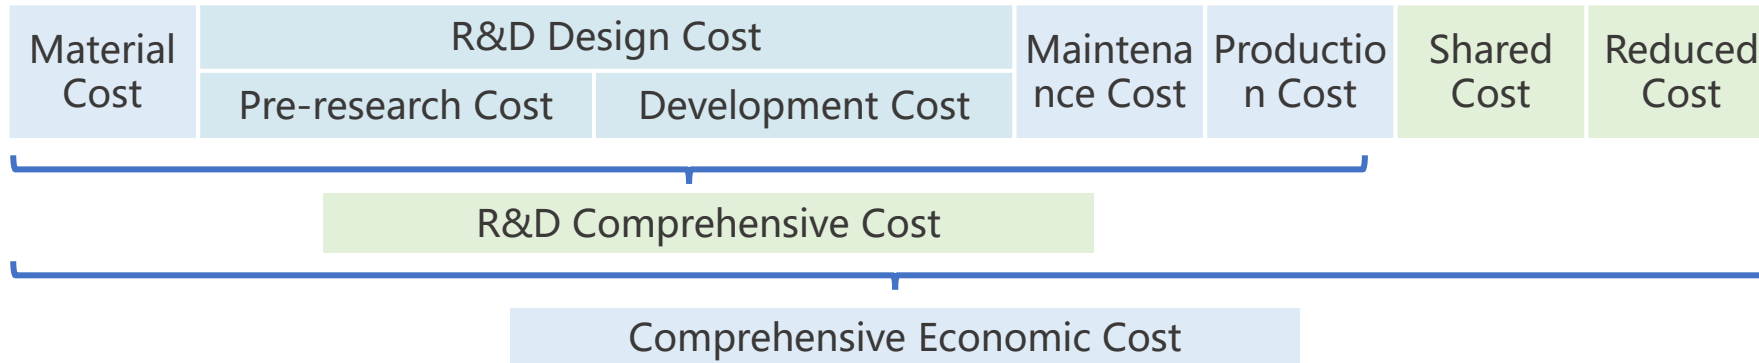 Material
Cost
R&D Design Cost
Pre-research Cost
Development Cost
Maintena
nce Cost
Productio
n Cost
Shared
Cost
Reduced
Cost
R&D Comprehensive Cost
Comprehensive Economic Cost